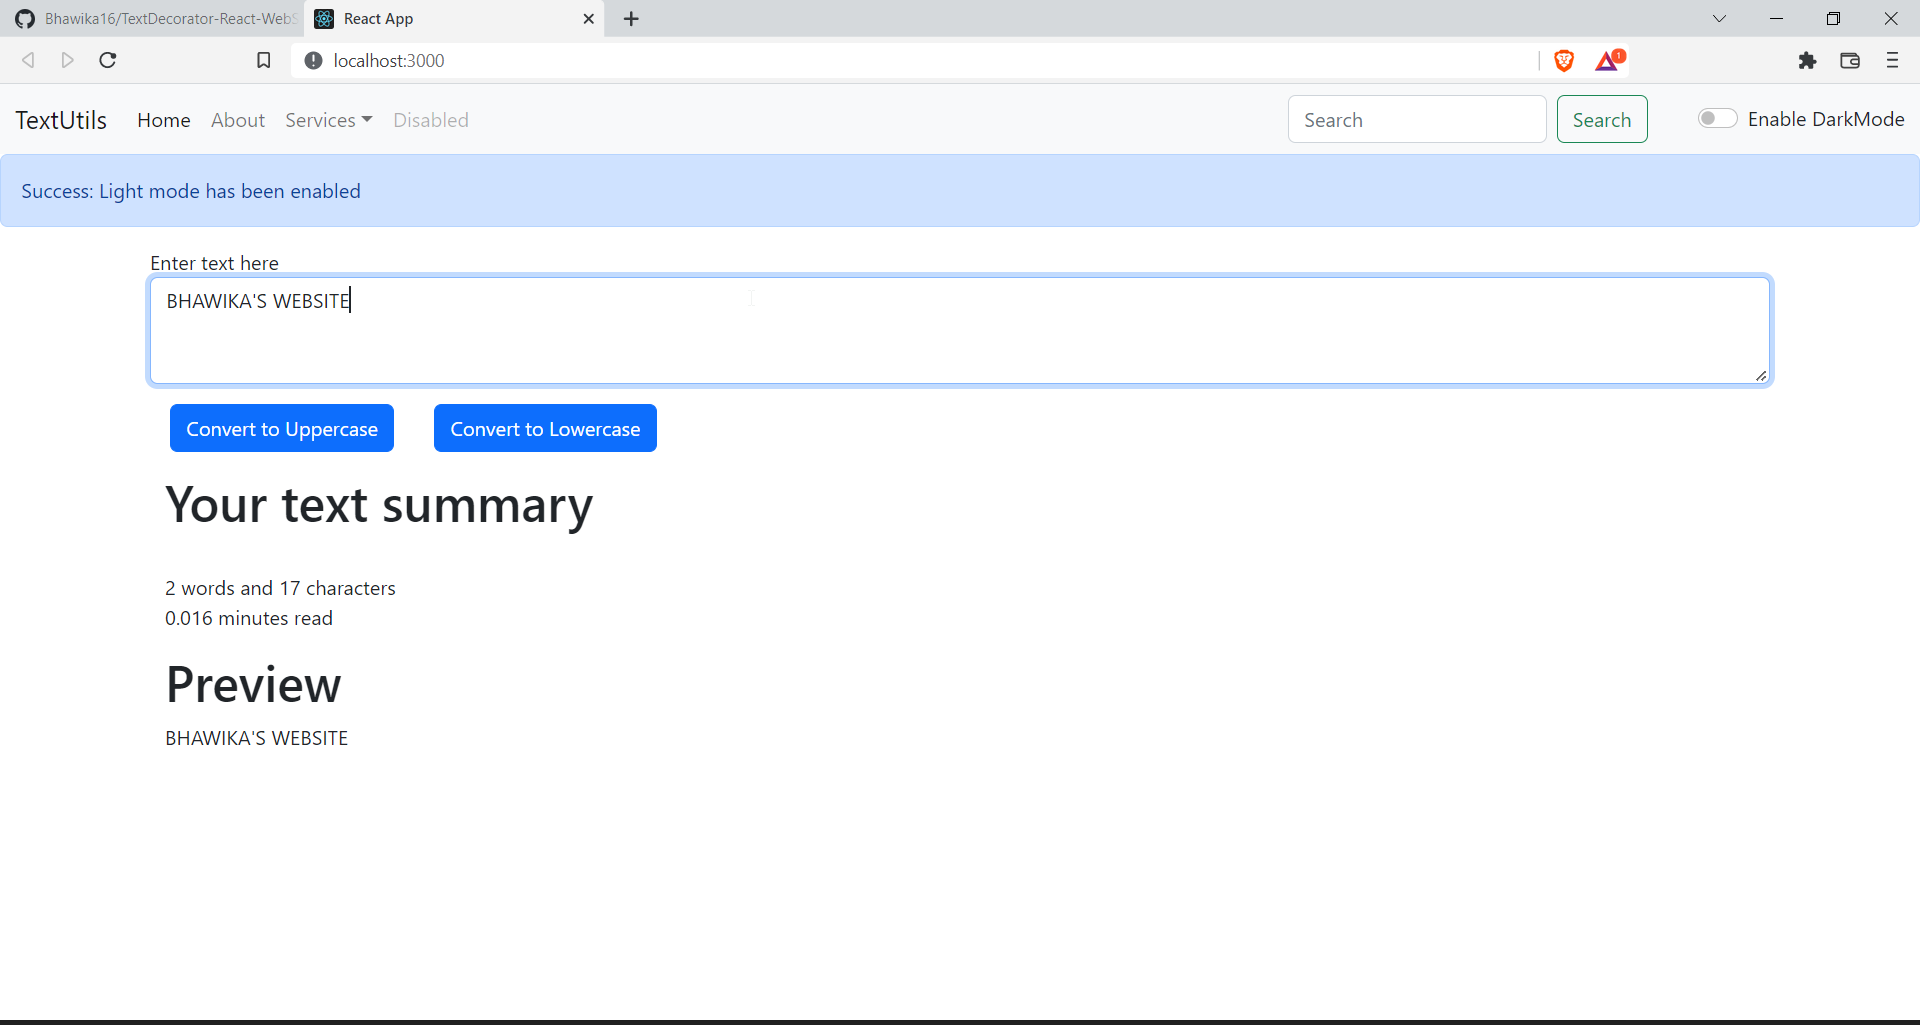 Bhawika16/TextDecorator-React-WebS
React App
localhost:3000
1
TextUtils Home About Services Disabled Search Search Enable DarkMode
Success: Light mode has been enabled
Enter text here
BHAWIKA'S WEBSITE
Convert to Uppercase Convert to Lowercase
Your text summary
2 words and 17 characters
0.016 minutes read
Preview
BHAWIKA'S WEBSITE